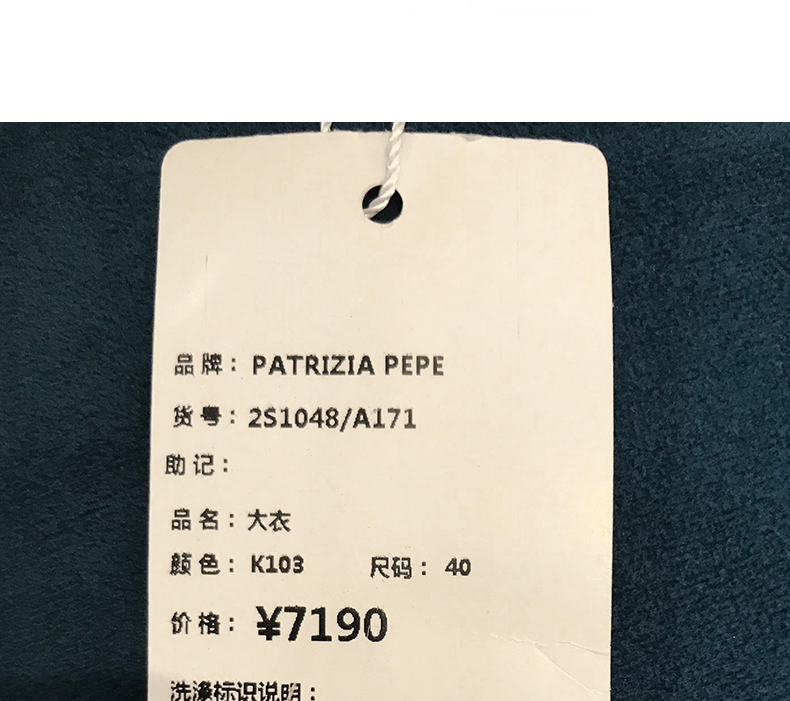 品牌：PATRIZIA PEPE
货号：2S1048/A171
助记：
品名：大衣
颜色：K103 尺码：40
价格：¥7190
洗涤标识说明：